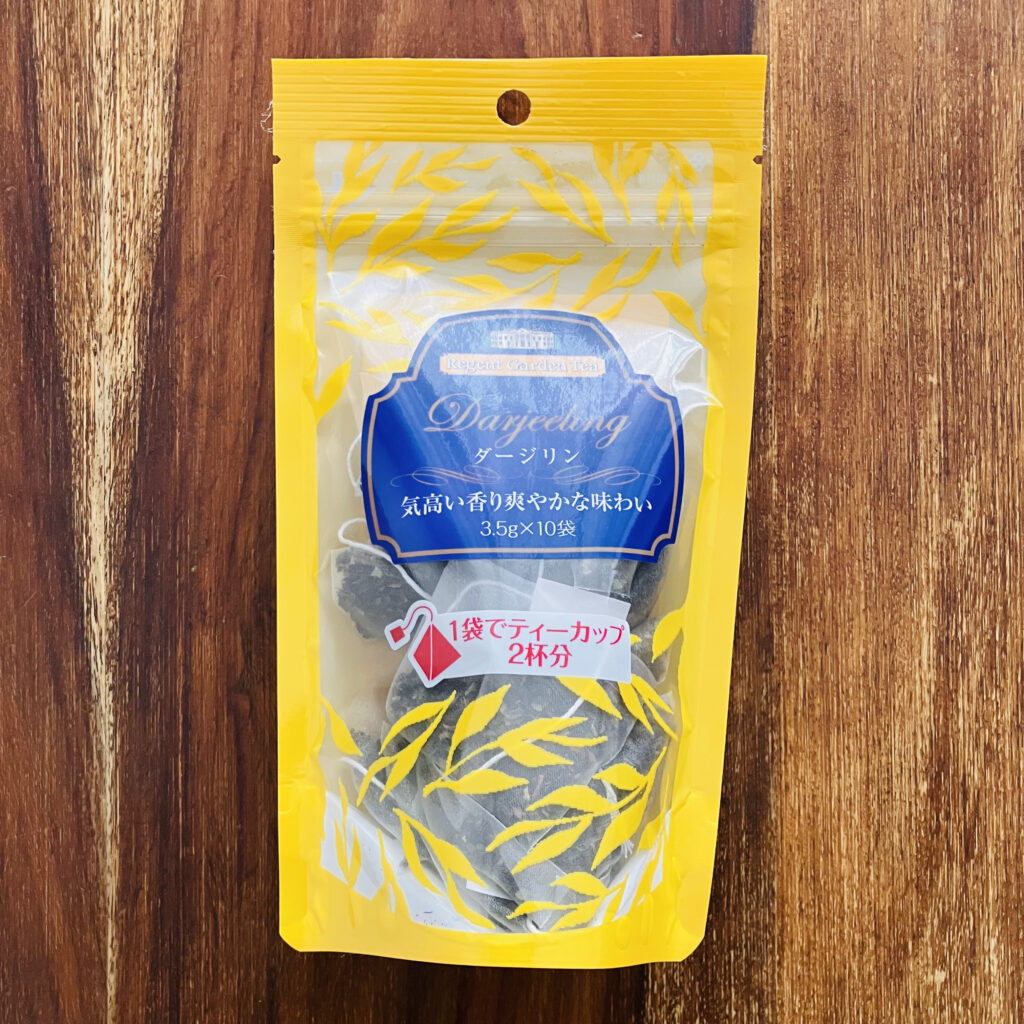 Regent Garden Tea
Darjeeling
ダージリン
気高い香り爽やかな味わい
3.5g×10袋
1袋でティーカップ
2杯分